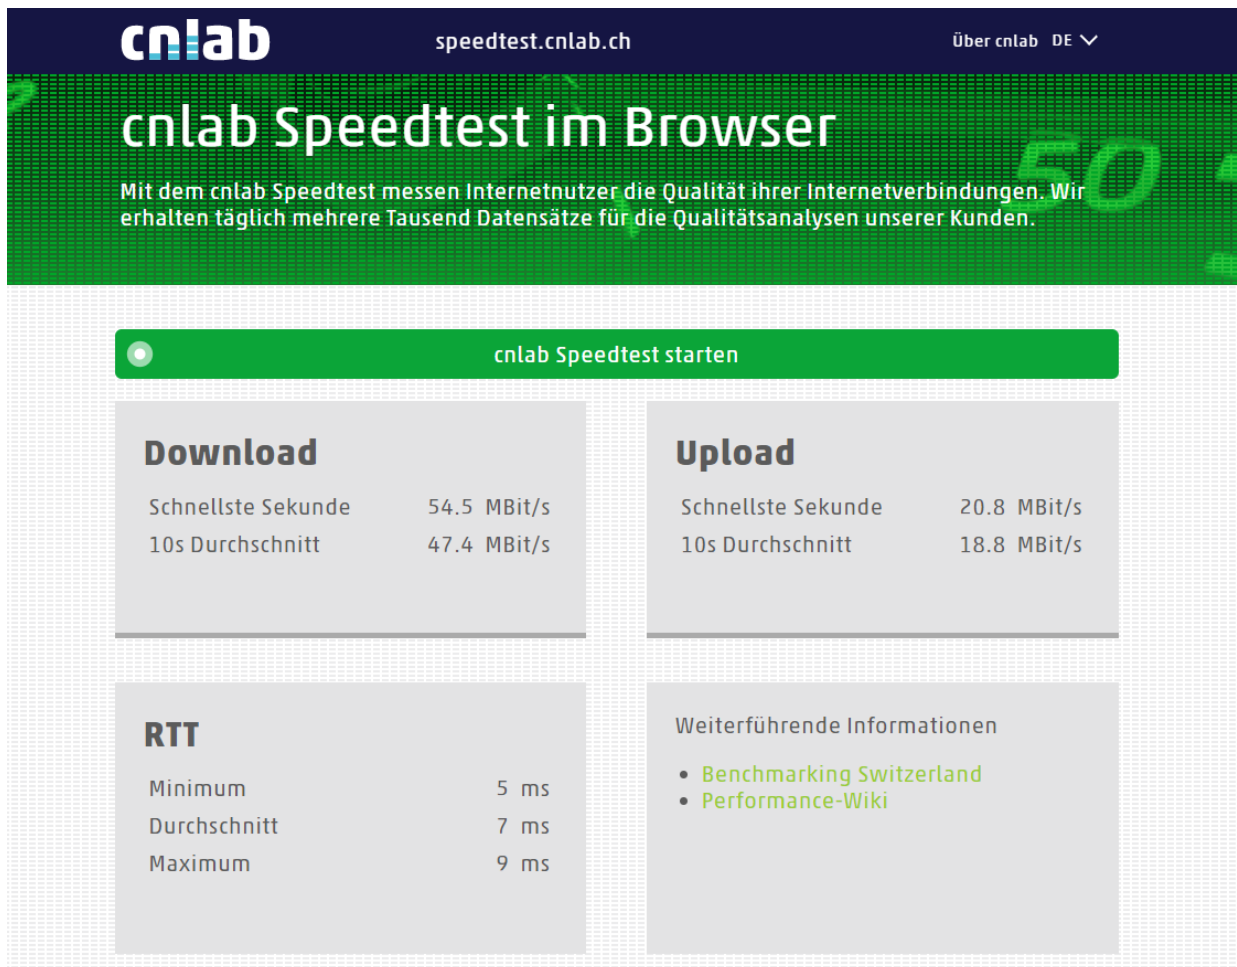 cnlab
speedtest.cnlab.ch
Über cnlab DE
cnlab Speedtest im Browser
Mit dem cnlab Speedtest messen Internetnutzer die Qualität ihrer Internetverbindungen. Wir
erhalten täglich mehrere Tausend Datensätze für die Qualitätsanalysen unserer Kunden.
50
cnlab Speedtest starten
Download
Schnellste Sekunde 54.5 MBit/s
10s Durchschnitt 47.4 MBit/s
Upload
Schnellste Sekunde 20.8 MBit/s
10s Durchschnitt 18.8 MBit/s
RTT
Minimum 5 ms
Durchschnitt 7 ms
Maximum 9 ms
Weiterführende Informationen
Benchmarking Switzerland
Performance-Wiki